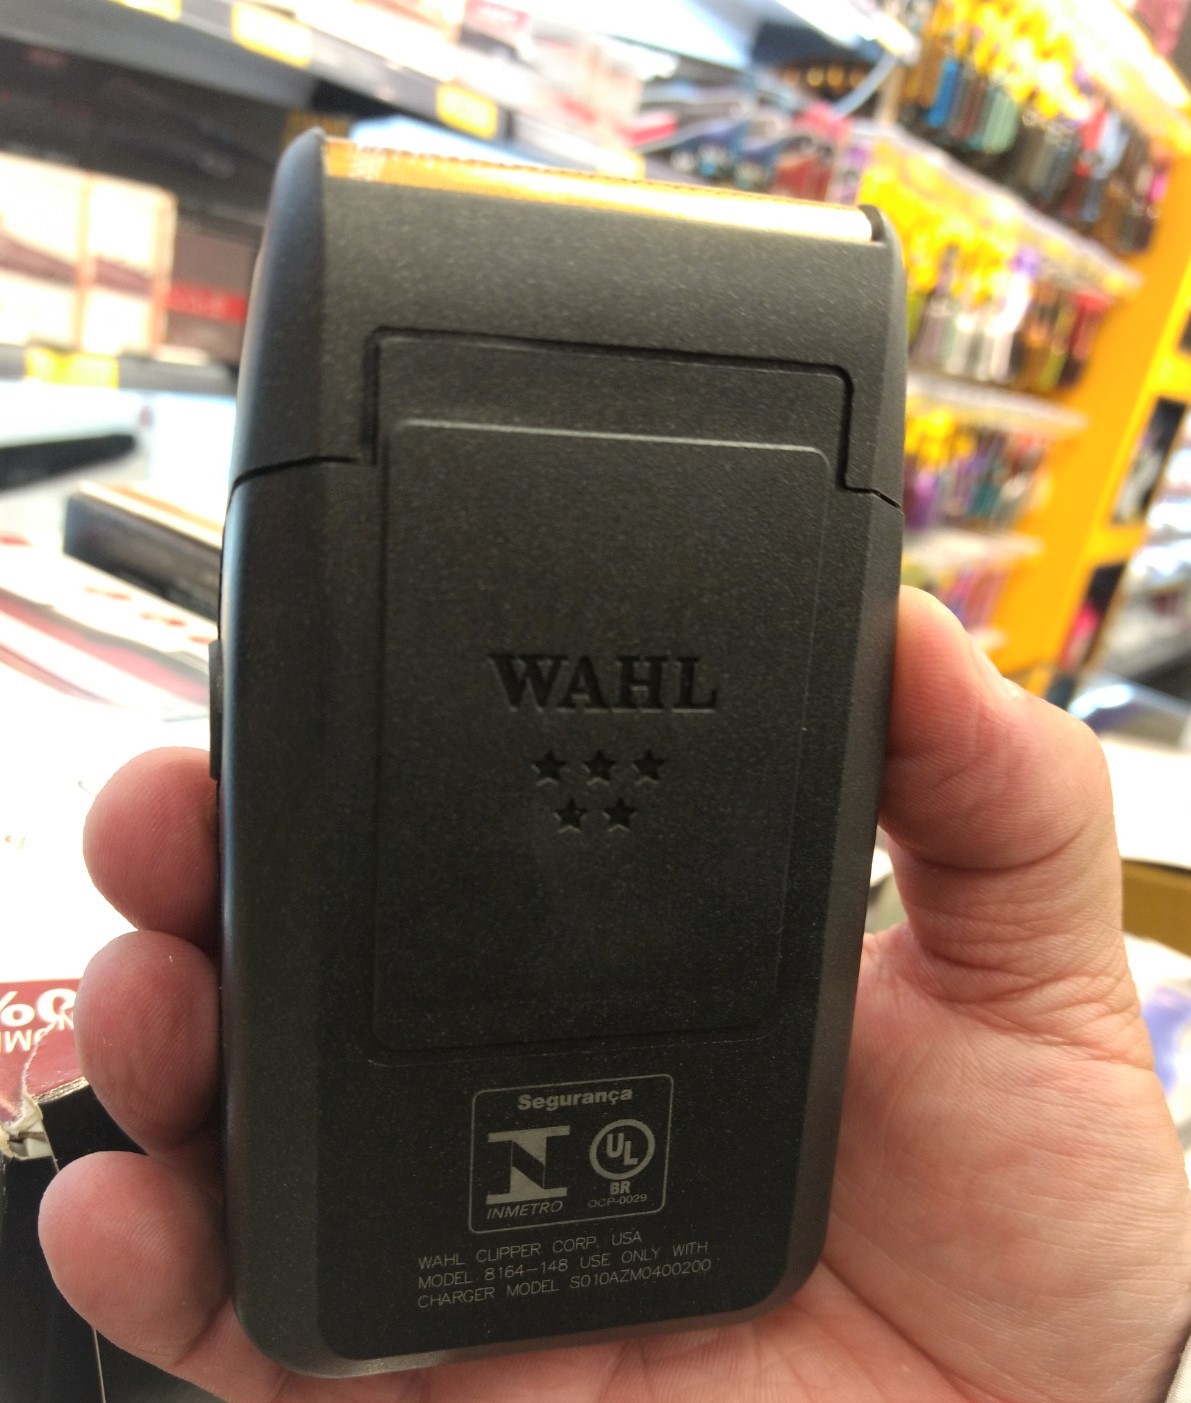 WAHL
Segurança
UL
BR
INMETRO
OCP-0029
WAHL CLIPPER CORP. USA
MODEL 8164-148 USE ONLY WITH
CHARGER MODEL S010AZM0400200